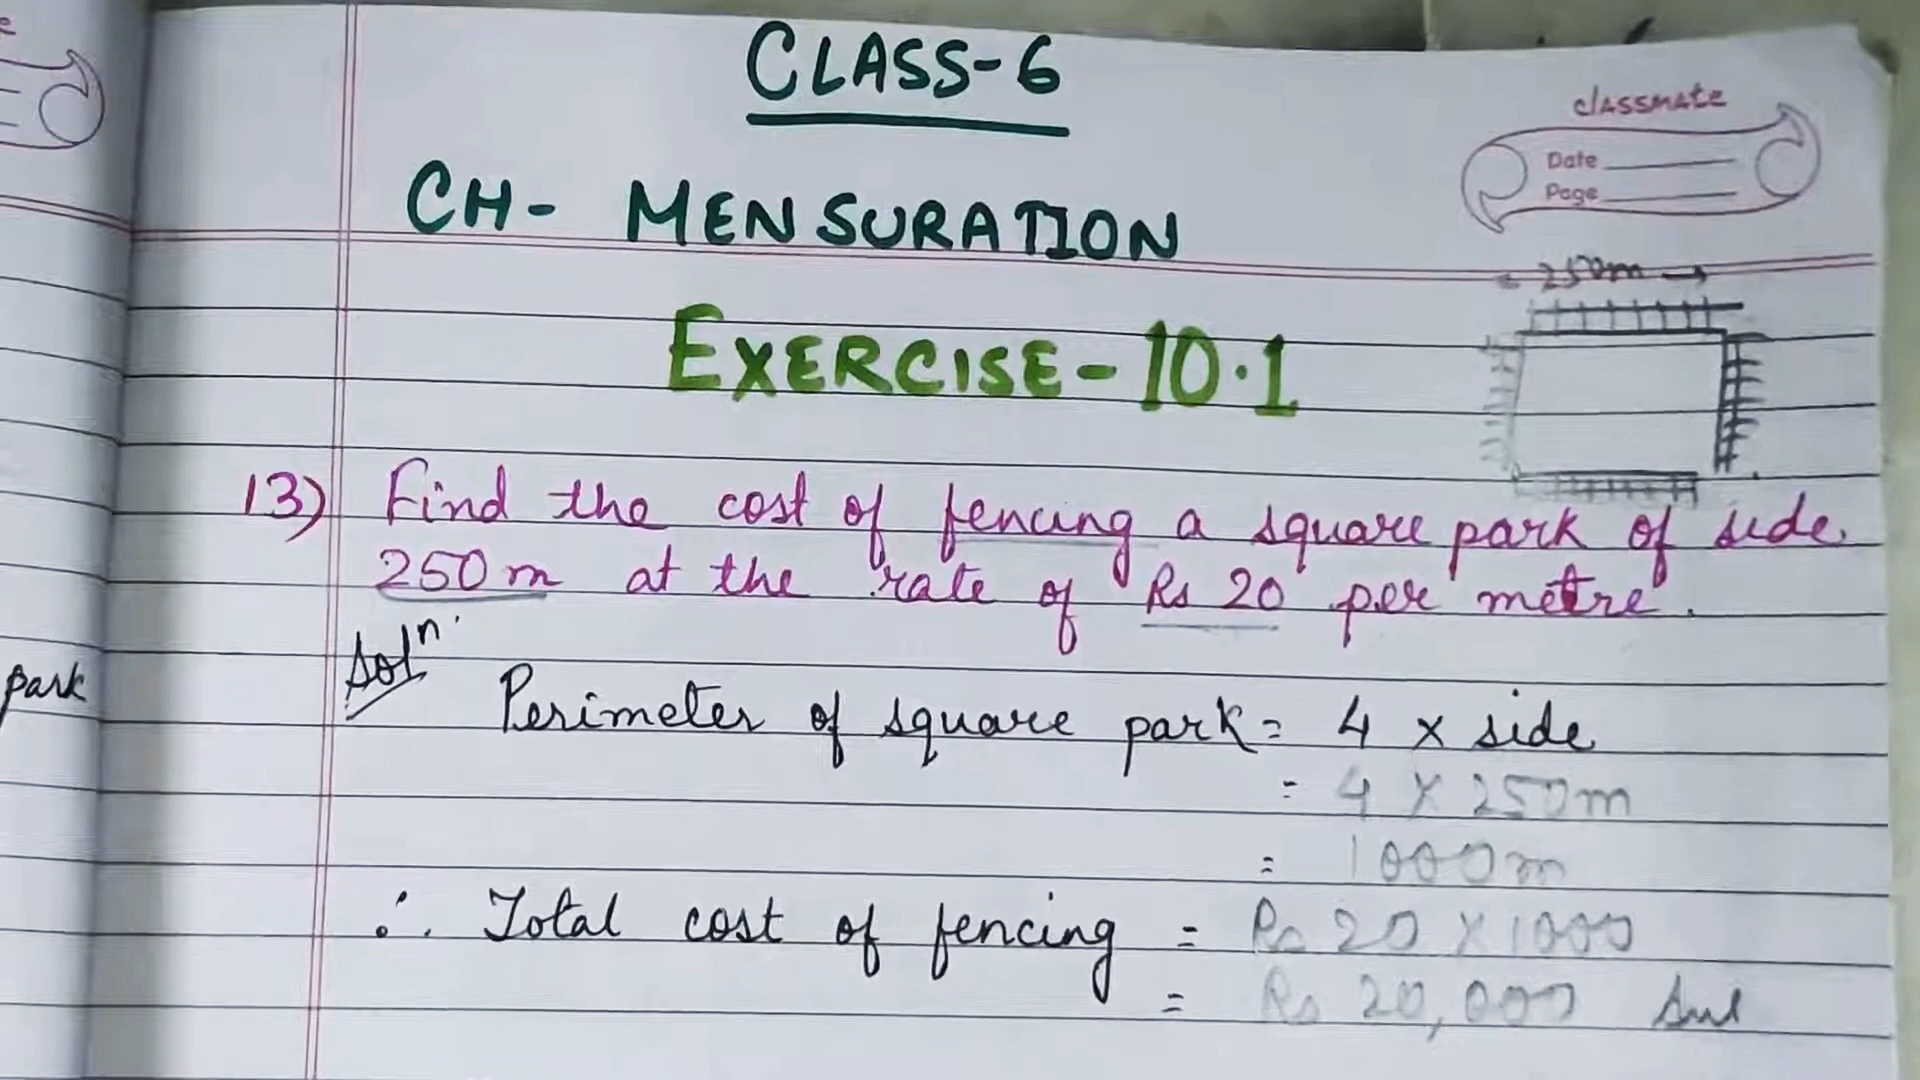 CLASS-6
classmate
Date
Page
CH- MENSURATION
250m
EXERCISE-10.1
13) Find the cost of fencing a square park of side
250m at the rate of Rs 20 per metre.
Solⁿ.
park
Perimeter of square park = 4 x side
= 4 x 250m
= 1000m
∴ Total cost of fencing = Rs 20 x 1000
= Rs 20,000 Ans